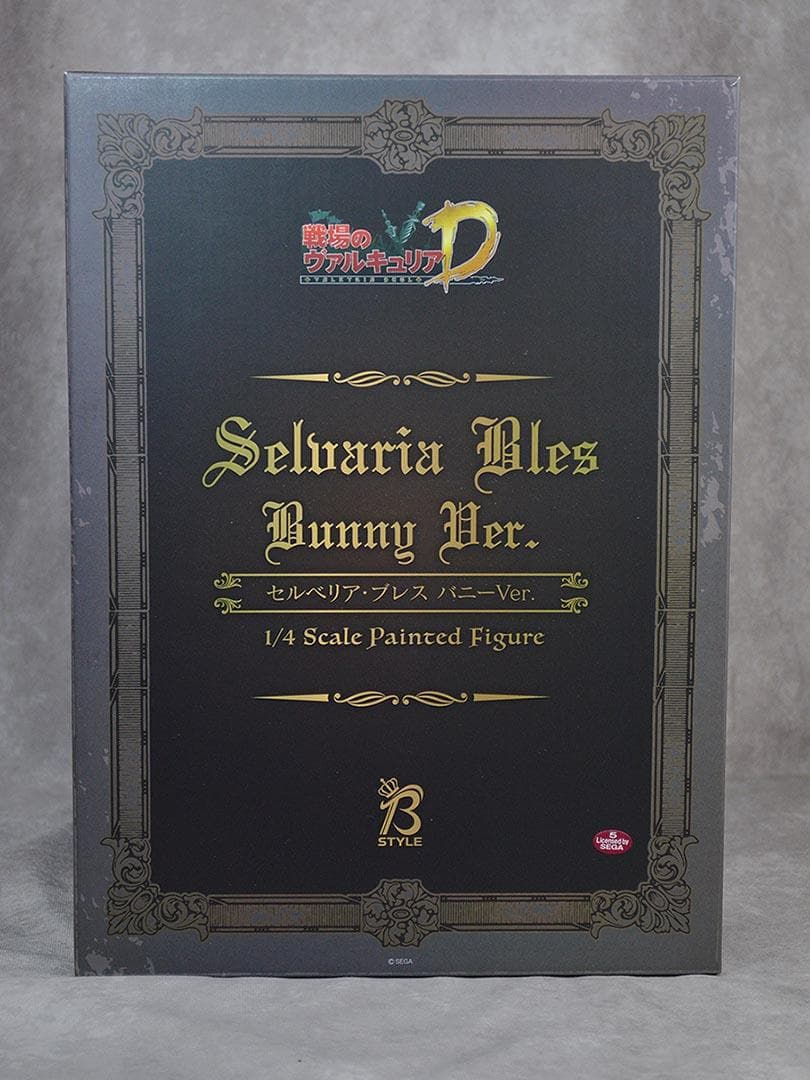 戦場の
ヴァルキュリアD
VALKYRIA DUEL
Selvaria Bles
Bunny Ver.
セルベリア・ブレス バニーVer.
1/4 Scale Painted Figure
B
STYLE
5
Licensed by
SEGA
© SEGA